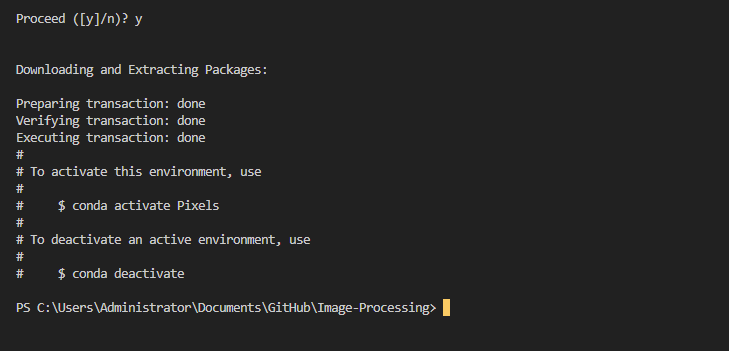 Proceed ([y]/n)? y
Downloading and Extracting Packages:
Preparing transaction: done
Verifying transaction: done
Executing transaction: done
#
# To activate this environment, use
#
#     $ conda activate Pixels
#
# To deactivate an active environment, use
#
#     $ conda deactivate
PS C:\Users\Administrator\Documents\GitHub\Image-Processing>